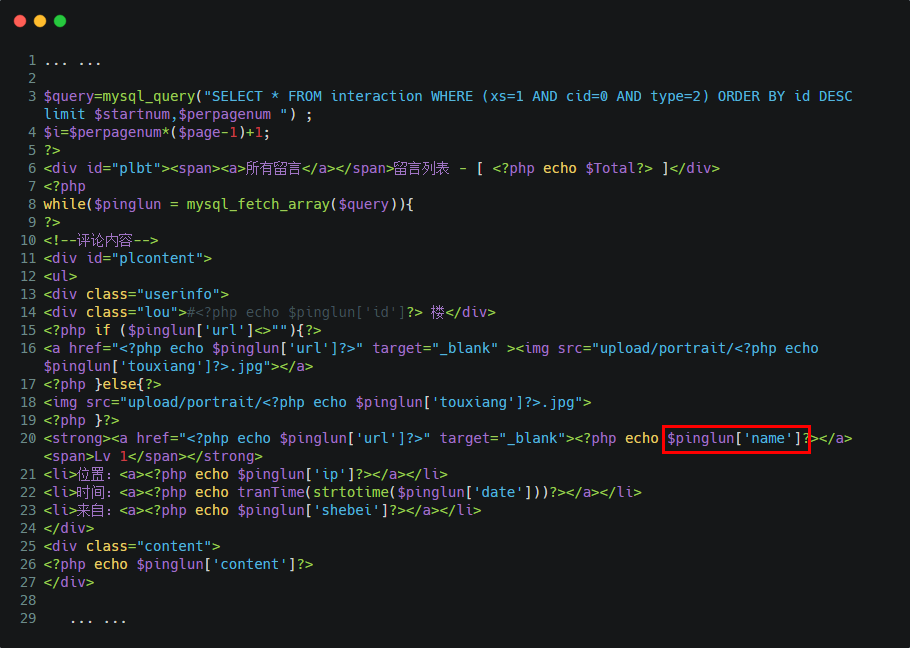 1 ... ...
2
3 $query=mysql_query("SELECT * FROM interaction WHERE (xs=1 AND cid=0 AND type=2) ORDER BY id DESC
limit $startnum,$perpagenum ") ;
4 $i=$perpagenum*($page-1)+1;
5 ?>
6 <div id="plbt"><span><a>所有留言</a></span>留言列表 - [ <?php echo $Total?> ]</div>
7 <?php
8 while($pinglun = mysql_fetch_array($query)){
9 ?>
10 <!--评论内容-->
11 <div id="plcontent">
12 <ul>
13 <div class="userinfo">
14 <div class="lou">#<?php echo $pinglun['id']?> 楼</div>
15 <?php if ($pinglun['url']<>""){?>
16 <a href="<?php echo $pinglun['url']?>" target="_blank" ><img src="upload/portrait/<?php echo
$pinglun['touxiang']?>.jpg"></a>
17 <?php }else{?>
18 <img src="upload/portrait/<?php echo $pinglun['touxiang']?>.jpg">
19 <?php }?>
20 <strong><a href="<?php echo $pinglun['url']?>" target="_blank"><?php echo $pinglun['name']?></a>
<span>Lv 1</span></strong>
21 <li>位置: <a><?php echo $pinglun['ip']?></a></li>
22 <li>时间: <a><?php echo tranTime(strtotime($pinglun['date']))?></a></li>
23 <li>来自: <a><?php echo $pinglun['shebei']?></a></li>
24 </div>
25 <div class="content">
26 <?php echo $pinglun['content']?>
27 </div>
28
29 ... ...